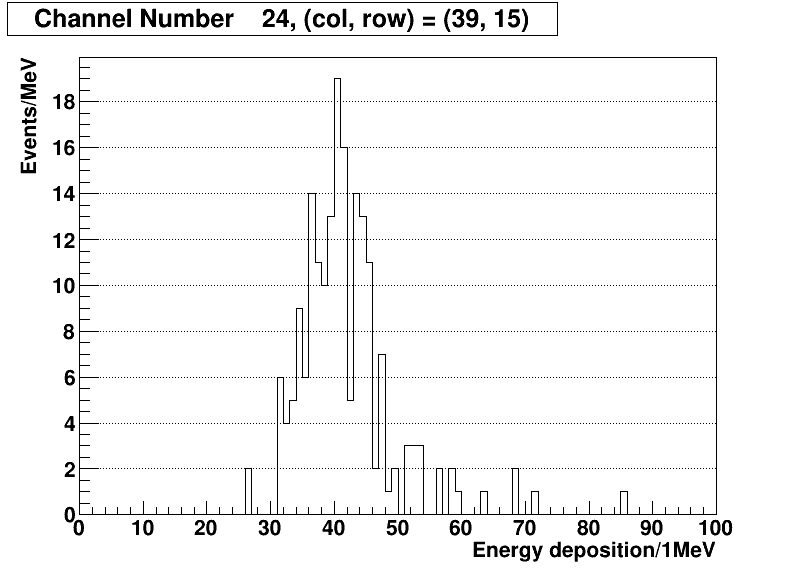 Channel Number 24, (col, row) = (39, 15)
Events/MeV
18
16
14
12
10
8
6
4
2
0
0 10 20 30 40 50 60 70 80 90 100
Energy deposition/1MeV